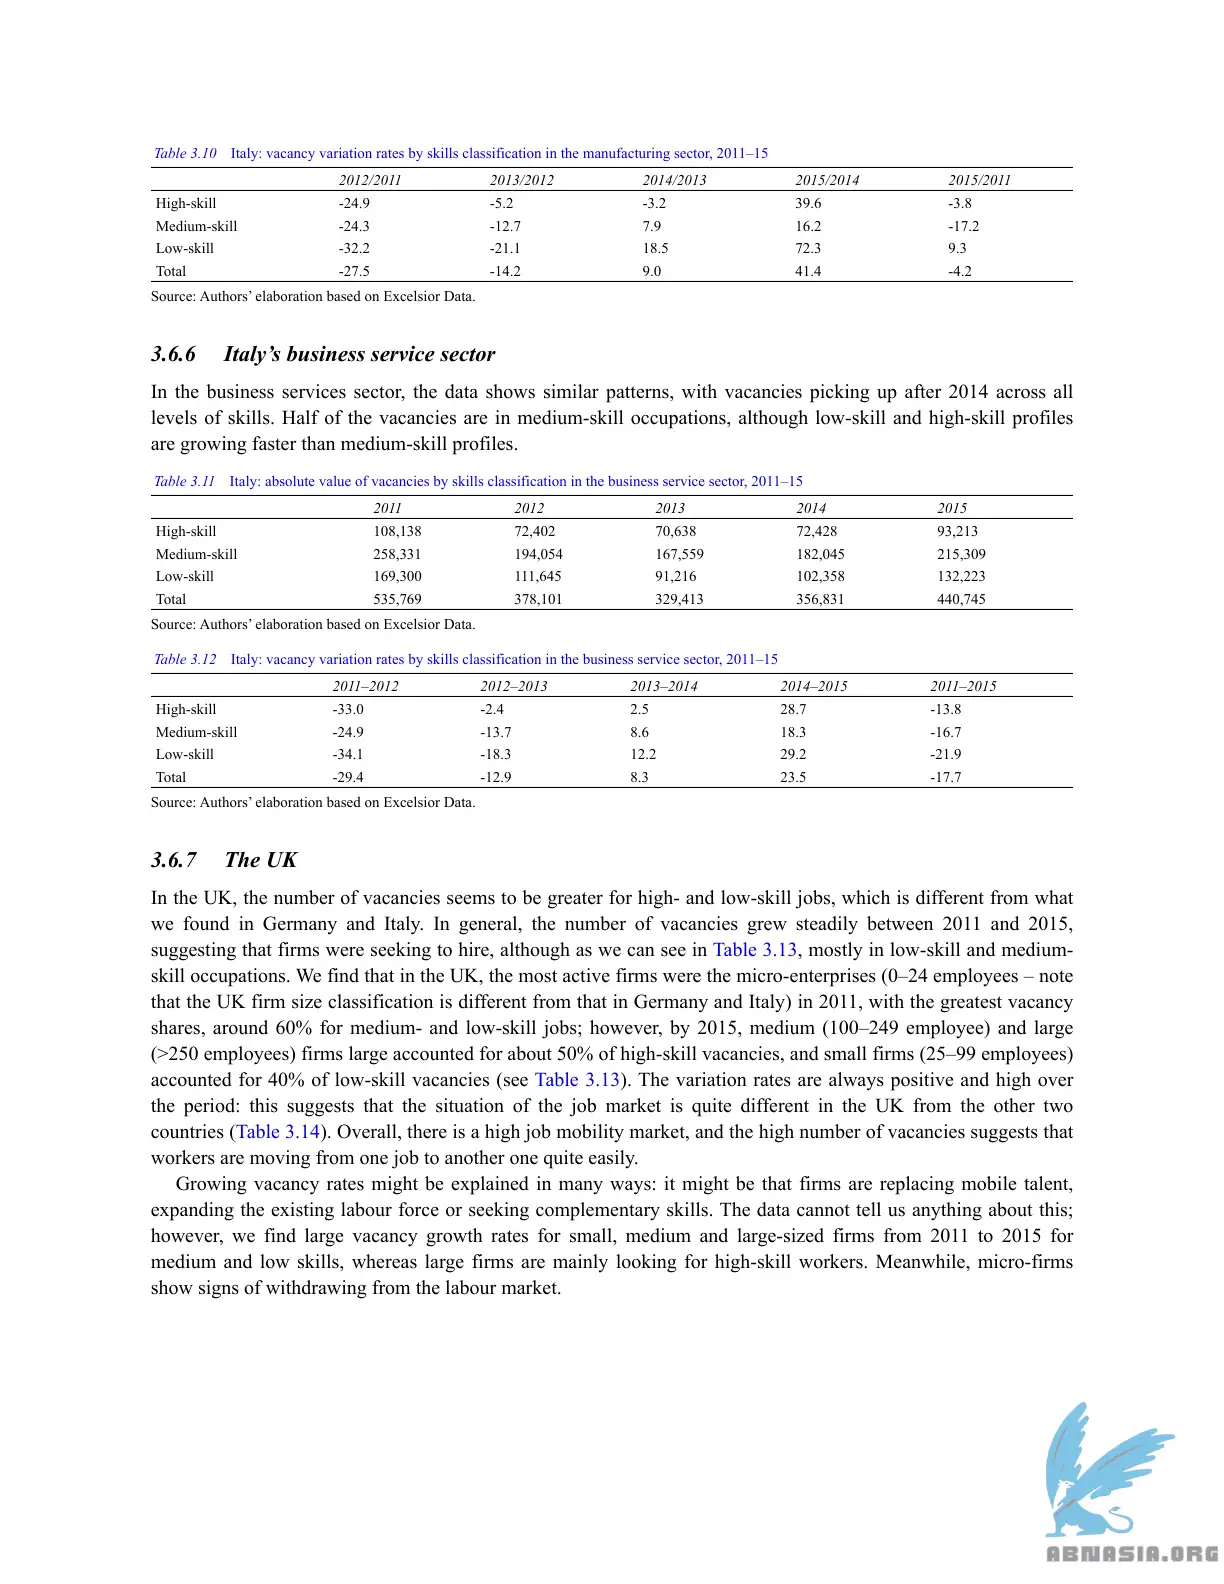 Table 3.10 Italy: vacancy variation rates by skills classification in the manufacturing sector, 2011–15
2012/2011 2013/2012 2014/2013 2015/2014 2015/2011
High-skill -24.9 -5.2 -3.2 39.6 -3.8
Medium-skill -24.3 -12.7 7.9 16.2 -17.2
Low-skill -32.2 -21.1 18.5 72.3 9.3
Total -27.5 -14.2 9.0 41.4 -4.2
Source: Authors’ elaboration based on Excelsior Data.
3.6.6 Italy’s business service sector
In the business services sector, the data shows similar patterns, with vacancies picking up after 2014 across all
levels of skills. Half of the vacancies are in medium-skill occupations, although low-skill and high-skill profiles
are growing faster than medium-skill profiles.
Table 3.11 Italy: absolute value of vacancies by skills classification in the business service sector, 2011–15
2011 2012 2013 2014 2015
High-skill 108,138 72,402 70,638 72,428 93,213
Medium-skill 258,331 194,054 167,559 182,045 215,309
Low-skill 169,300 111,645 91,216 102,358 132,223
Total 535,769 378,101 329,413 356,831 440,745
Source: Authors’ elaboration based on Excelsior Data.
Table 3.12 Italy: vacancy variation rates by skills classification in the business service sector, 2011–15
2011–2012 2012–2013 2013–2014 2014–2015 2011–2015
High-skill -33.0 -2.4 2.5 28.7 -13.8
Medium-skill -24.9 -13.7 8.6 18.3 -16.7
Low-skill -34.1 -18.3 12.2 29.2 -21.9
Total -29.4 -12.9 8.3 23.5 -17.7
Source: Authors’ elaboration based on Excelsior Data.
3.6.7 The UK
In the UK, the number of vacancies seems to be greater for high- and low-skill jobs, which is different from what
we found in Germany and Italy. In general, the number of vacancies grew steadily between 2011 and 2015,
suggesting that firms were seeking to hire, although as we can see in Table 3.13, mostly in low-skill and medium-
skill occupations. We find that in the UK, the most active firms were the micro-enterprises (0–24 employees – note
that the UK firm size classification is different from that in Germany and Italy) in 2011, with the greatest vacancy
shares, around 60% for medium- and low-skill jobs; however, by 2015, medium (100–249 employee) and large
(>250 employees) firms large accounted for about 50% of high-skill vacancies, and small firms (25–99 employees)
accounted for 40% of low-skill vacancies (see Table 3.13). The variation rates are always positive and high over
the period: this suggests that the situation of the job market is quite different in the UK from the other two
countries (Table 3.14). Overall, there is a high job mobility market, and the high number of vacancies suggests that
workers are moving from one job to another one quite easily.
Growing vacancy rates might be explained in many ways: it might be that firms are replacing mobile talent,
expanding the existing labour force or seeking complementary skills. The data cannot tell us anything about this;
however, we find large vacancy growth rates for small, medium and large-sized firms from 2011 to 2015 for
medium and low skills, whereas large firms are mainly looking for high-skill workers. Meanwhile, micro-firms
show signs of withdrawing from the labour market.
ABNASIA.ORG